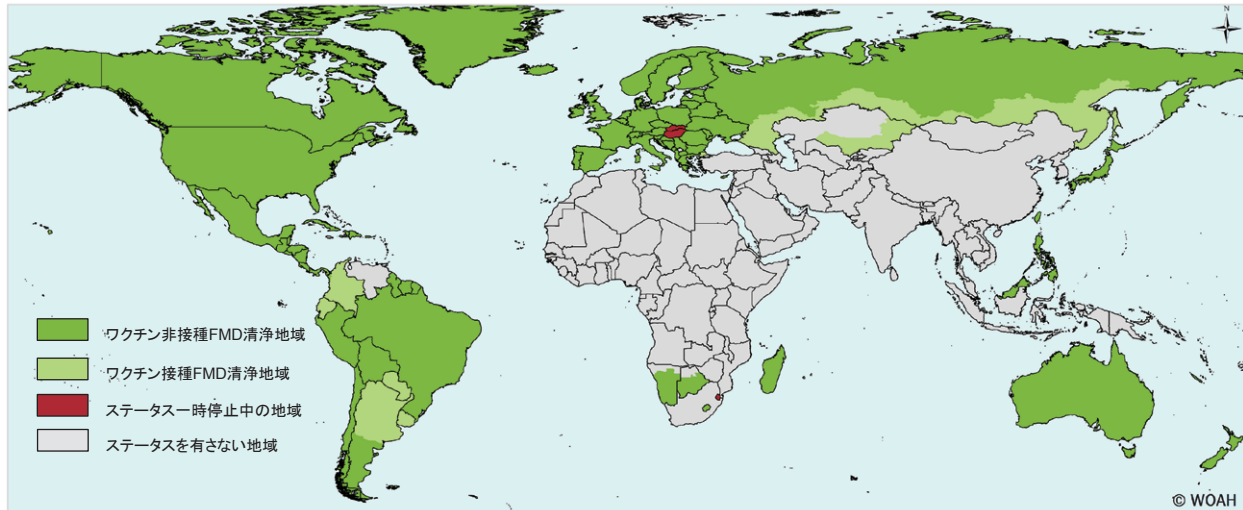 N
ワクチン非接種FMD清浄地域
ワクチン接種FMD清浄地域
ステータス一時停止中の地域
ステータスを有さない地域
© WOAH